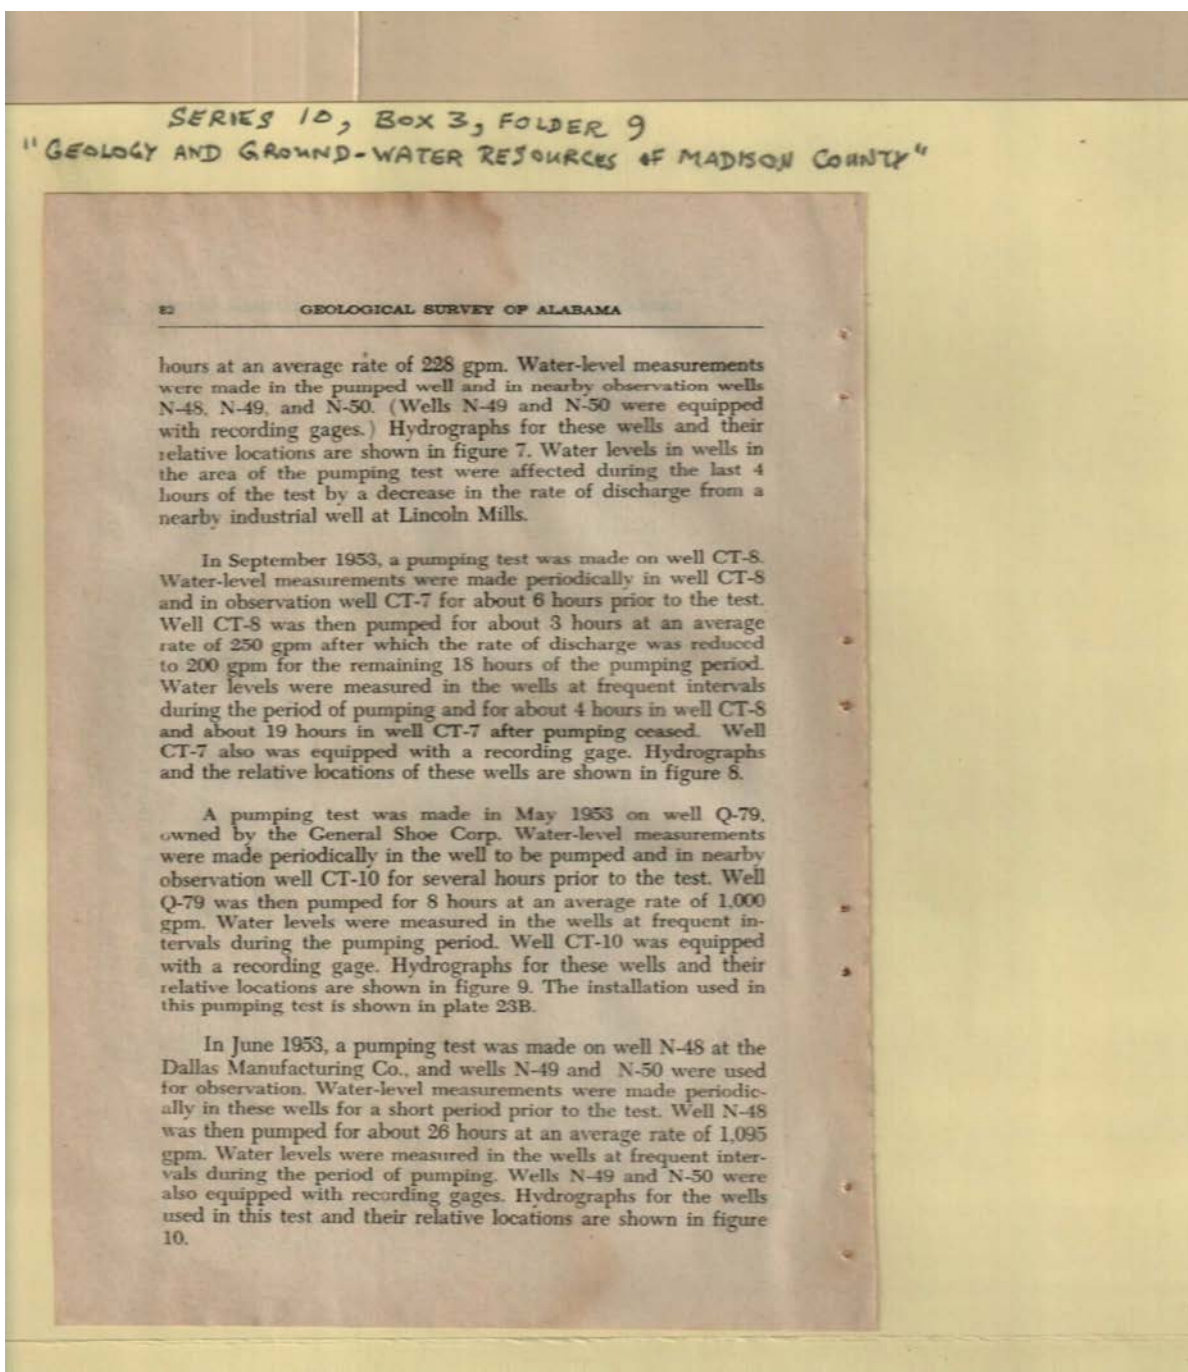 SERIES 10, BOX 3, FOLDER 9
"GEOLOGY AND GROUND-WATER RESOURCES OF MADISON COUNTY"
82 GEOLOGICAL SURVEY OF ALABAMA
hours at an average rate of 228 gpm. Water-level measurements
were made in the pumped well and in nearby observation wells
N-48, N-49, and N-50. (Wells N-49 and N-50 were equipped
with recording gages.) Hydrographs for these wells and their
relative locations are shown in figure 7. Water levels in wells in
the area of the pumping test were affected during the last 4
hours of the test by a decrease in the rate of discharge from a
nearby industrial well at Lincoln Mills.
In September 1953, a pumping test was made on well CT-8.
Water-level measurements were made periodically in well CT-8
and in observation well CT-7 for about 6 hours prior to the test.
Well CT-8 was then pumped for about 3 hours at an average
rate of 250 gpm after which the rate of discharge was reduced
to 200 gpm for the remaining 18 hours of the pumping period.
Water levels were measured in the wells at frequent intervals
during the period of pumping and for about 4 hours in well CT-8
and about 19 hours in well CT-7 after pumping ceased. Well
CT-7 also was equipped with a recording gage. Hydrographs
and the relative locations of these wells are shown in figure 8.
A pumping test was made in May 1953 on well Q-79,
owned by the General Shoe Corp. Water-level measurements
were made periodically in the well to be pumped and in nearby
observation well CT-10 for several hours prior to the test. Well
Q-79 was then pumped for 8 hours at an average rate of 1,000
gpm. Water levels were measured in the wells at frequent in-
tervals during the pumping period. Well CT-10 was equipped
with a recording gage. Hydrographs for these wells and their
relative locations are shown in figure 9. The installation used in
this pumping test is shown in plate 23B.
In June 1953, a pumping test was made on well N-48 at the
Dallas Manufacturing Co., and wells N-49 and N-50 were used
for observation. Water-level measurements were made periodic-
ally in these wells for a short period prior to the test. Well N-48
was then pumped for about 26 hours at an average rate of 1,095
gpm. Water levels were measured in the wells at frequent inter-
vals during the period of pumping. Wells N-49 and N-50 were
also equipped with recording gages. Hydrographs for the wells
used in this test and their relative locations are shown in figure
10.